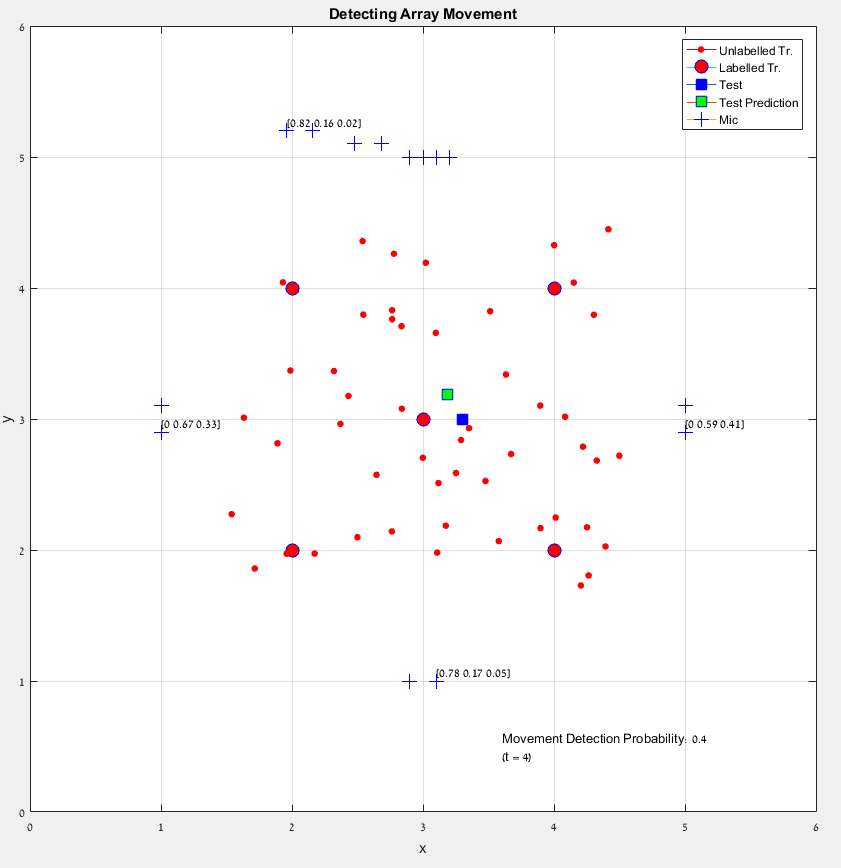 Detecting Array Movement
6
Unlabelled Tr.
Labelled Tr.
Test
Test Prediction
Mic
[0.82 0.16 0.02]
5
4
y
3
[0 0.67 0.33]
[0 0.59 0.41]
2
[0.78 0.17 0.05]
1
Movement Detection Probability: 0.4
(t = 4)
0
0 1 2 3 4 5 6
x